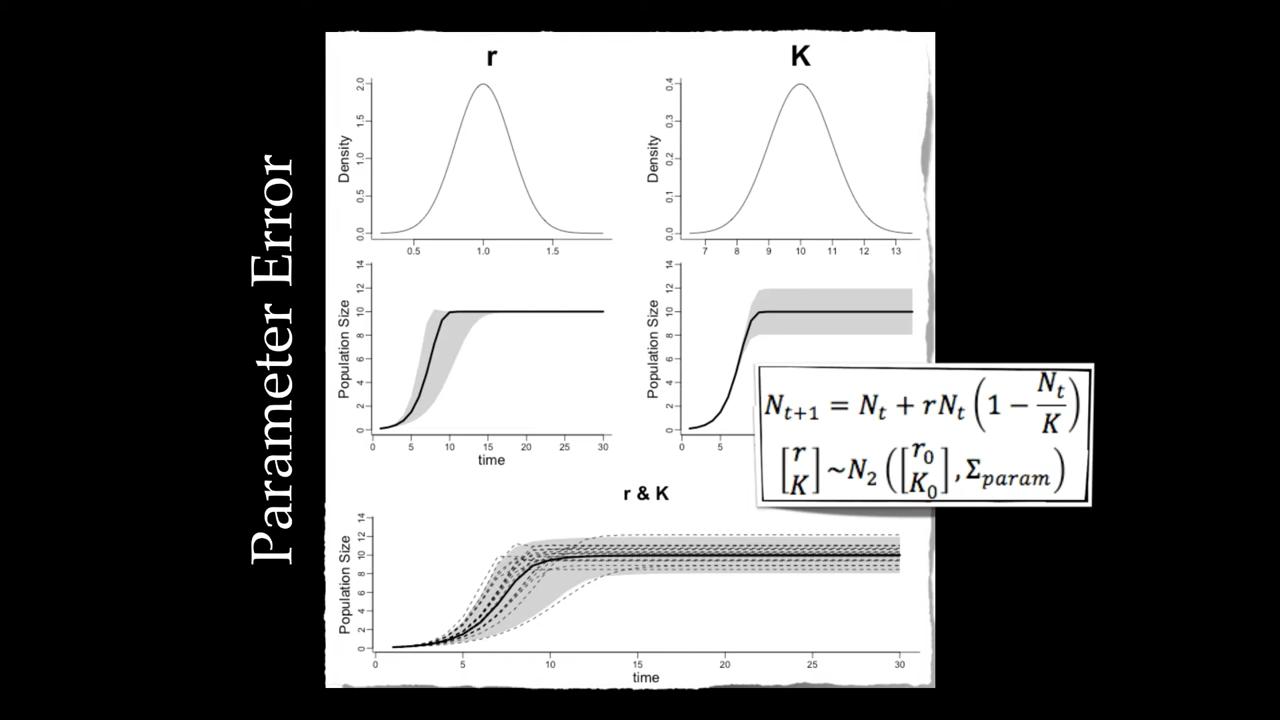 Parameter Error
r
K
Density
2.0
1.5
1.0
0.5
0.0
0.5 1.0 1.5
Density
0.4
0.3
0.2
0.1
0.0
7 8 9 10 11 12 13
Population Size
14
12
10
8
6
4
2
0
0 5 10 15 20 25 30
time
Population Size
14
12
10
8
6
4
2
0
0 5
N_{t+1} = N_t + rN_t (1 − N_t/K)
[r K] ~N_2 ([r_0 K_0], Σ_{param})
r & K
Population Size
14
12
10
8
6
4
2
0
0 5 10 15 20 25 30
time